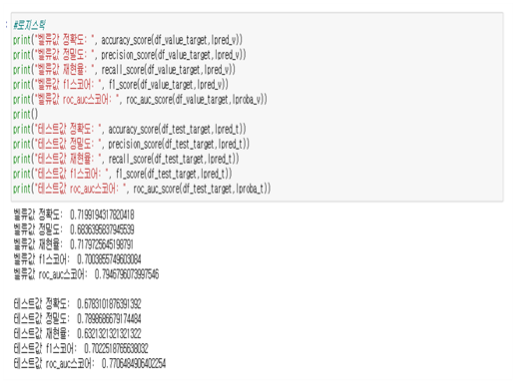 #로지스틱
print("벨류값 정확도: ", accuracy_score(df_value_target,lpred_v))
print("벨류값 정밀도: ", precision_score(df_value_target,lpred_v))
print("벨류값 재현율: ", recall_score(df_value_target,lpred_v))
print("벨류값 f1스코어: ", f1_score(df_value_target,lpred_v))
print("벨류값 roc_auc스코어: ", roc_auc_score(df_value_target,lproba_v))
print()
print("테스트값 정확도: ", accuracy_score(df_test_target,lpred_t))
print("테스트값 정밀도: ", precision_score(df_test_target,lpred_t))
print("테스트값 재현율: ", recall_score(df_test_target,lpred_t))
print("테스트값 f1스코어: ", f1_score(df_test_target,lpred_t))
print("테스트값 roc_auc스코어: ", roc_auc_score(df_test_target,lproba_t))
벨류값 정확도: 0.7199194317820418
벨류값 정밀도: 0.6836395837945539
벨류값 재현율: 0.7179725645198791
벨류값 f1스코어: 0.7003855749603084
벨류값 roc_auc스코어: 0.7946796073997546
테스트값 정확도: 0.6783101876391392
테스트값 정밀도: 0.7898686679174484
테스트값 재현율: 0.6321321321321322
테스트값 f1스코어: 0.7022518765638032
테스트값 roc_auc스코어: 0.7706484906402254